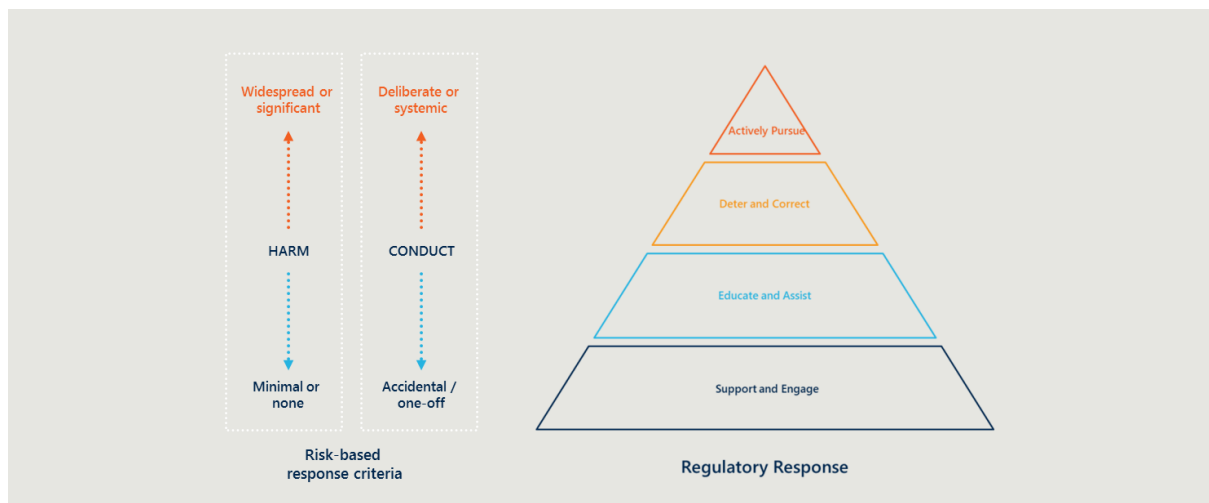 Widespread or
significant
HARM
Minimal or
none
Deliberate or
systemic
CONDUCT
Accidental /
one-off
Risk-based
response criteria
Actively Pursue
Deter and Correct
Educate and Assist
Support and Engage
Regulatory Response